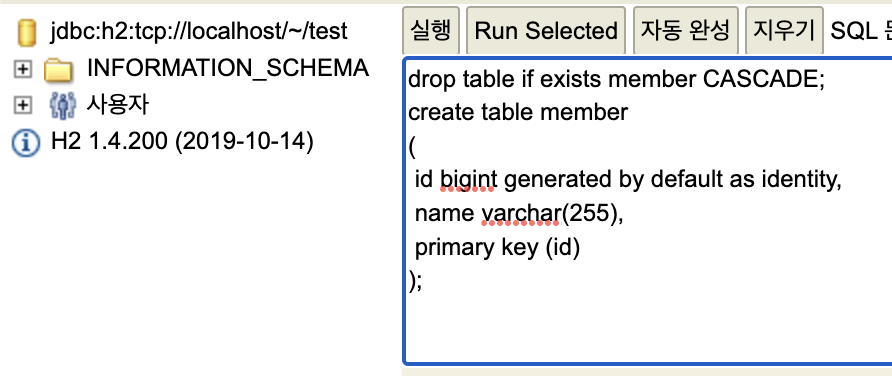 jdbc:h2:tcp://localhost/~/test
INFORMATION_SCHEMA
사용자
H2 1.4.200 (2019-10-14)
실행 Run Selected 자동 완성 지우기 SQL
drop table if exists member CASCADE;
create table member
(
id bigint generated by default as identity,
name varchar(255),
primary key (id)
);